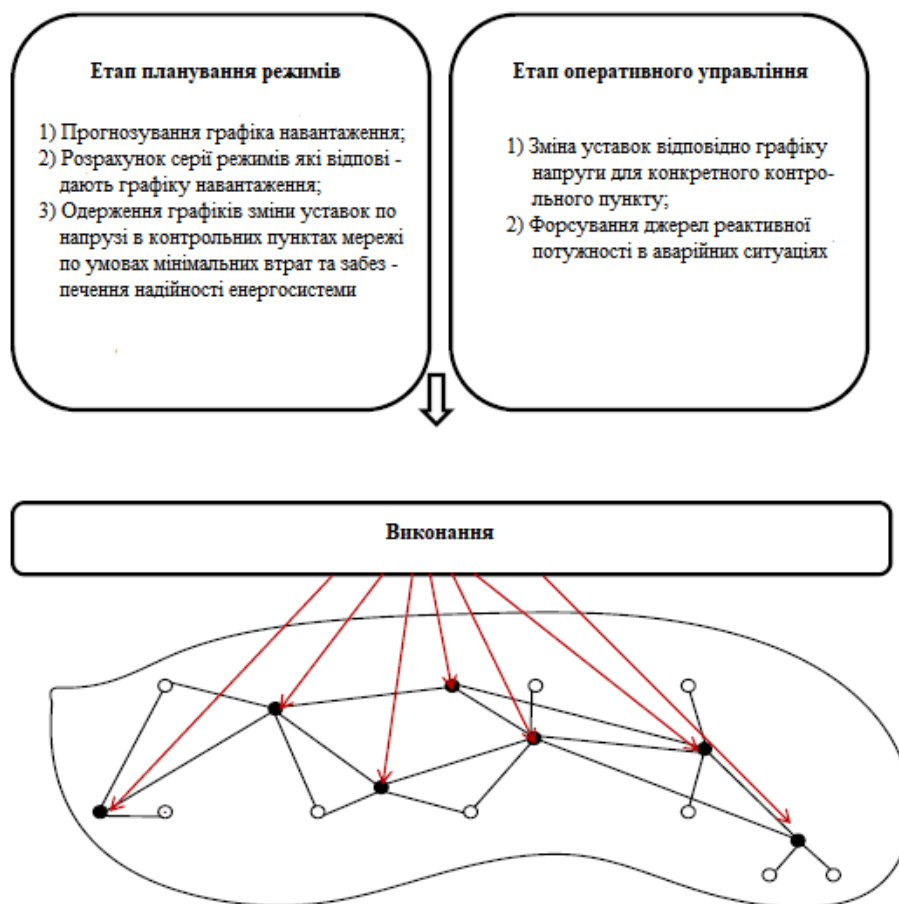 Етап планування режимів
1) Прогнозування графіка навантаження;
2) Розрахунок серії режимів які відпові -
дають графіку навантаження;
3) Одерження графіків зміни уставок по
напрузі в контрольних пунктах мережі
по умовах мінімальних втрат та забез -
печення надійності енергосистеми
Етап оперативного управління
1) Зміна уставок відповідно графіку
напруги для конкретного контро-
льного пункту;
2) Форсування джерел реактивної
потужності в аварійних ситуаціях
Виконання